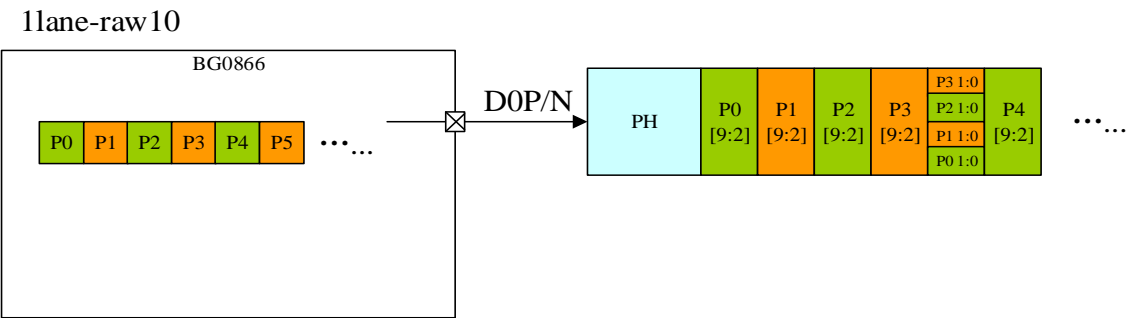 1lane-raw10
BG0866
P0 P1 P2 P3 P4 P5 ......
D0P/N
PH
P0 [9:2]
P1 [9:2]
P2 [9:2]
P3 [9:2]
P3 1:0
P2 1:0
P1 1:0
P0 1:0
P4 [9:2]
......